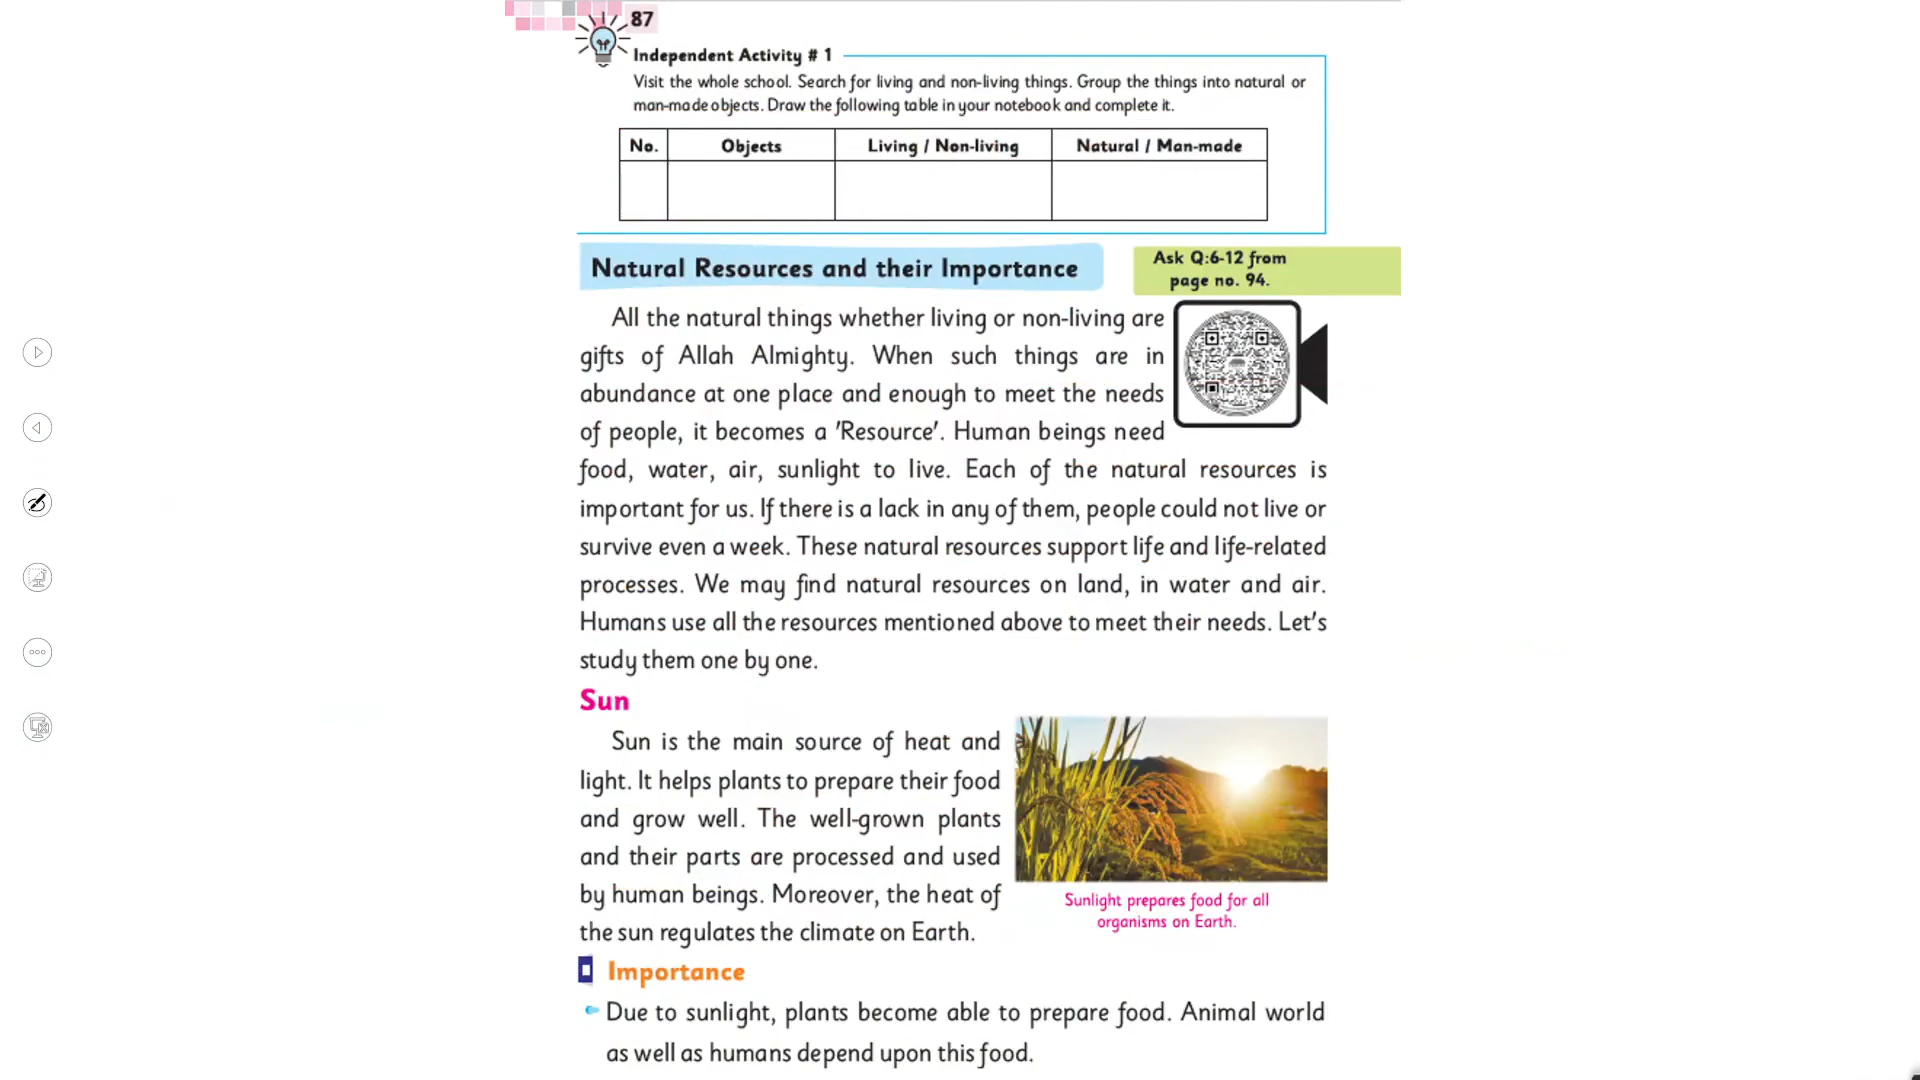 87
Independent Activity # 1
Visit the whole school. Search for living and non-living things. Group the things into natural or
man-made objects. Draw the following table in your notebook and complete it.
No. Objects Living / Non-living Natural / Man-made
Natural Resources and their Importance
Ask Q:6-12 from
page no. 94.
All the natural things whether living or non-living are
gifts of Allah Almighty. When such things are in
abundance at one place and enough to meet the needs
of people, it becomes a 'Resource'. Human beings need
food, water, air, sunlight to live. Each of the natural resources is
important for us. If there is a lack in any of them, people could not live or
survive even a week. These natural resources support life and life-related
processes. We may find natural resources on land, in water and air.
Humans use all the resources mentioned above to meet their needs. Let's
study them one by one.
Sun
Sun is the main source of heat and
light. It helps plants to prepare their food
and grow well. The well-grown plants
and their parts are processed and used
by human beings. Moreover, the heat of
the sun regulates the climate on Earth.
Sunlight prepares food for all
organisms on Earth.
Importance
Due to sunlight, plants become able to prepare food. Animal world
as well as humans depend upon this food.